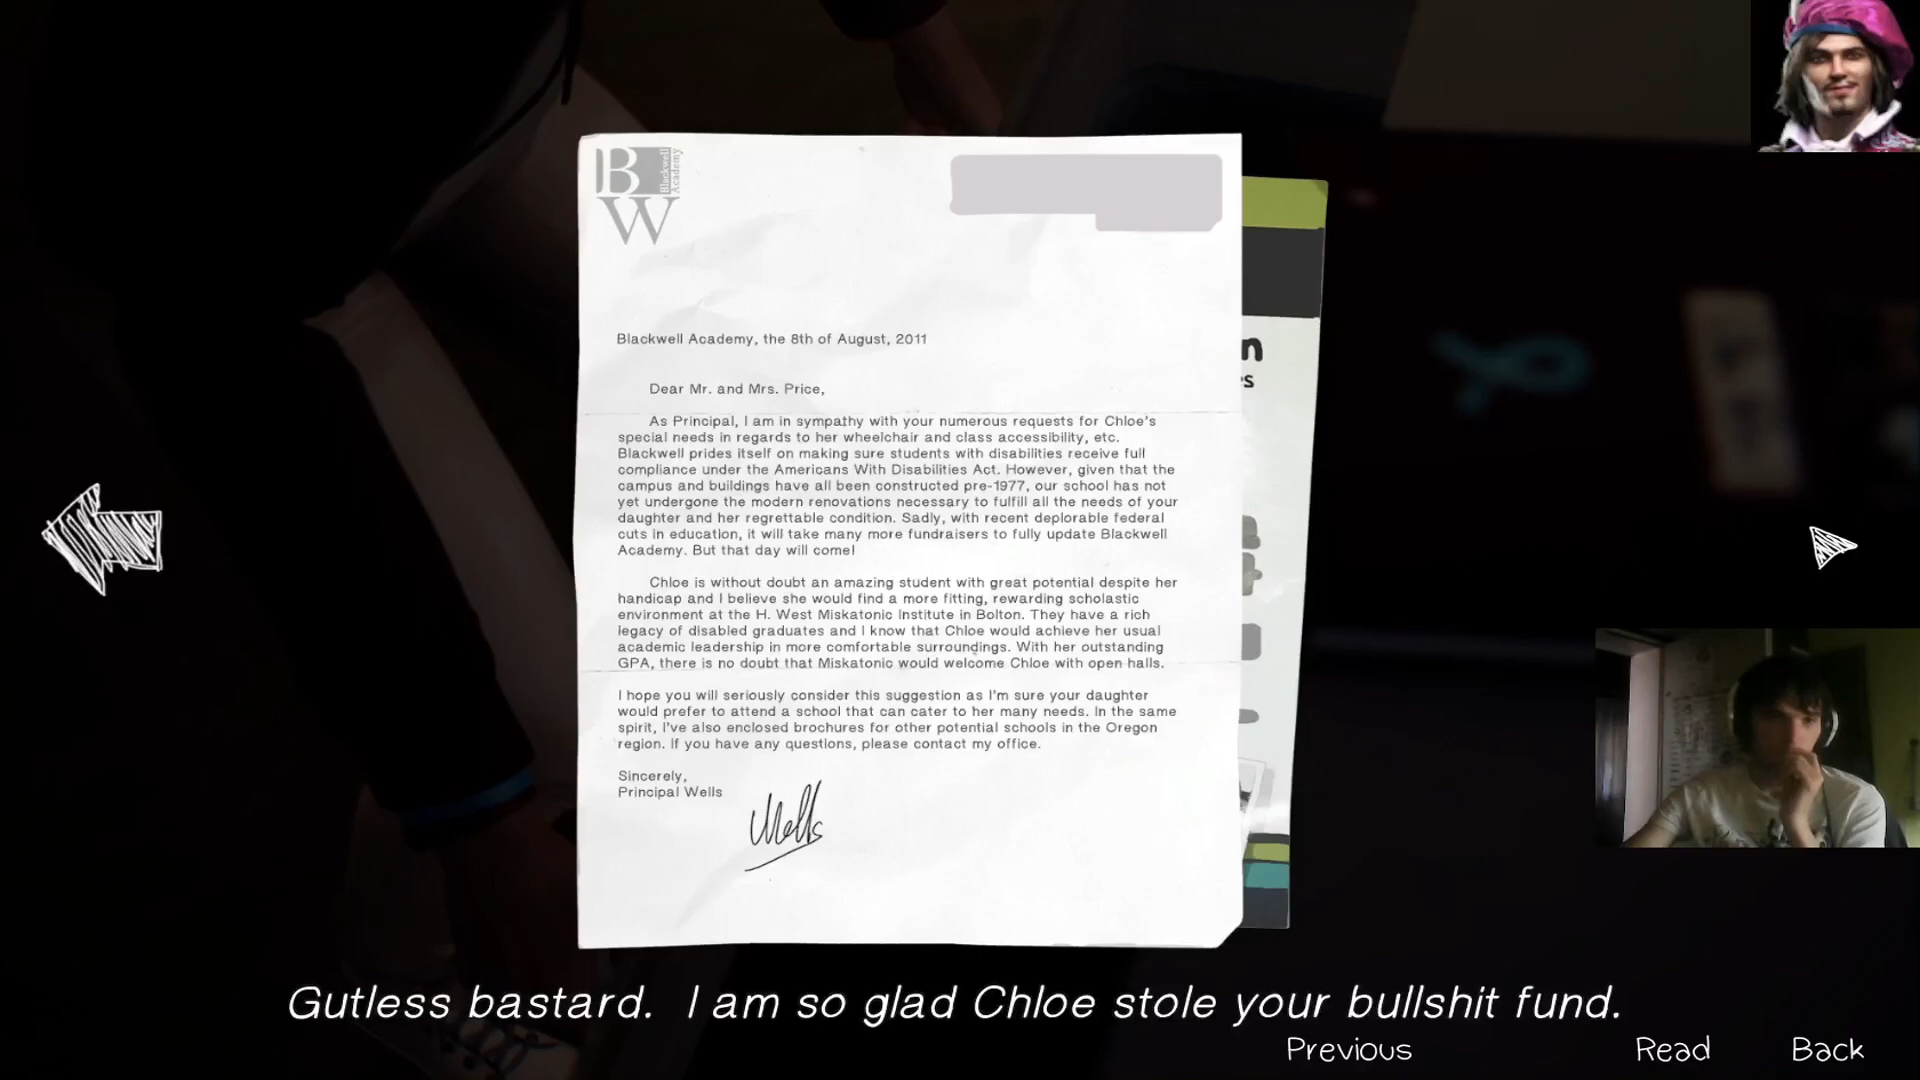 B
W
Blackwell
Academy
Blackwell Academy, the 8th of August, 2011
Dear Mr. and Mrs. Price,
As Principal, I am in sympathy with your numerous requests for Chloe's
special needs in regards to her wheelchair and class accessibility, etc.
Blackwell prides itself on making sure students with disabilities receive full
compliance under the Americans With Disabilities Act. However, given that the
campus and buildings have all been constructed pre-1977, our school has not
yet undergone the modern renovations necessary to fulfill all the needs of your
daughter and her regrettable condition. Sadly, with recent deplorable federal
cuts in education, it will take many more fundraisers to fully update Blackwell
Academy. But that day will come!
Chloe is without doubt an amazing student with great potential despite her
handicap and I believe she would find a more fitting, rewarding scholastic
environment at the H. West Miskatonic Institute in Bolton. They have a rich
legacy of disabled graduates and I know that Chloe would achieve her usual
academic leadership in more comfortable surroundings. With her outstanding
GPA, there is no doubt that Miskatonic would welcome Chloe with open halls.
I hope you will seriously consider this suggestion as I'm sure your daughter
would prefer to attend a school that can cater to her many needs. In the same
spirit, I've also enclosed brochures for other potential schools in the Oregon
region. If you have any questions, please contact my office.
Sincerely,
Principal Wells
Wells
n
es
Gutless bastard. I am so glad Chloe stole your bullshit fund.
Previous
Read
Back